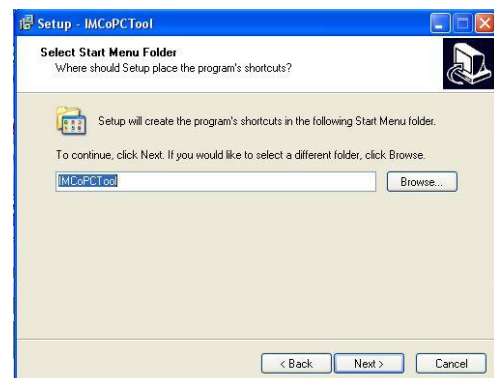 Setup - IMCoPCTool
Select Start Menu Folder
Where should Setup place the program's shortcuts?
Setup will create the program's shortcuts in the following Start Menu folder.
To continue, click Next. If you would like to select a different folder, click Browse.
IMCoPCTool
Browse...
< Back
Next >
Cancel